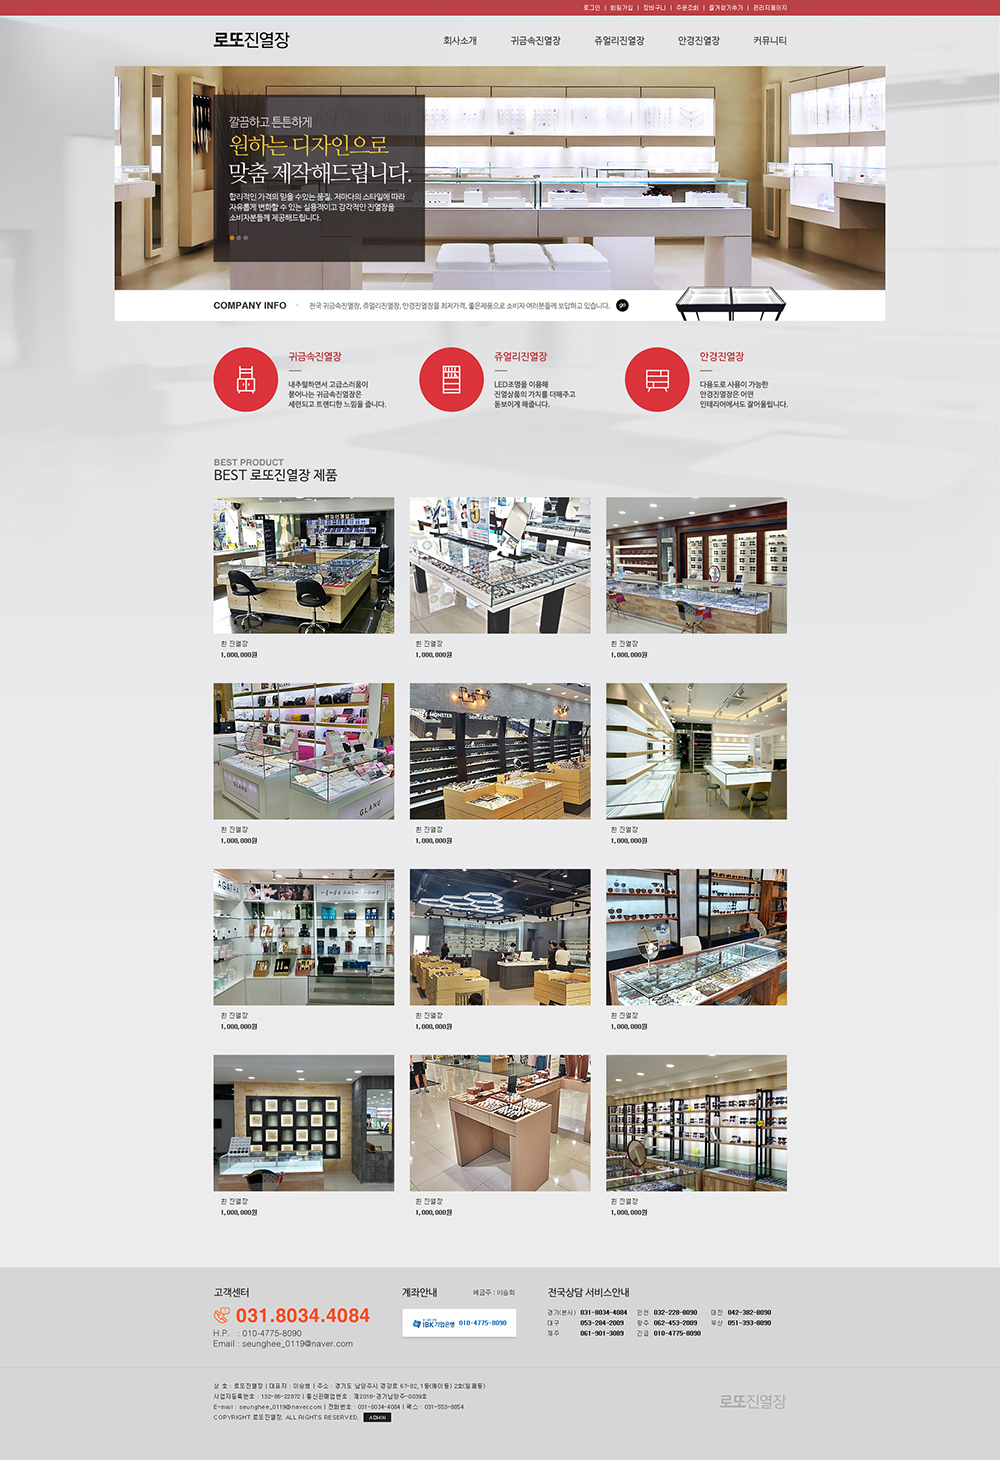 로그인 | 회원가입 | 장바구니 | 주문조회 | 즐겨찾기추가 | 관리자페이지
로또진열장
회사소개 귀금속진열장 쥬얼리진열장 안경진열장 커뮤니티
깔끔하고 튼튼하게
원하는 디자인으로
맞춤 제작해드립니다.
합리적인 가격의 믿을 수있는 품질. 저마다의 스타일에 따라
자유롭게 변화할 수 있는 실용적이고 감각적인 진열장을
소비자분들께 제공해드립니다.
COMPANY INFO
전국 귀금속진열장, 쥬얼리진열장, 안경진열장을 최저가격, 좋은제품으로 소비자 여러분들께 보답하고 있습니다. go
귀금속진열장
내추럴하면서 고급스러움이
묻어나는 귀금속진열장은
세련되고 트랜디한 느낌을 줍니다.
쥬얼리진열장
LED조명을 이용해
진열상품의 가치를 더해주고
돋보이게 해줍니다.
안경진열장
다용도로 사용이 가능한
안경진열장은 어떤
인테리어에서도 잘어울립니다.
BEST PRODUCT
BEST 로또진열장 제품
흰 진열장 흰 진열장 흰 진열장
1,000,000원 1,000,000원 1,000,000원
GENTLE MONSTER
GLANU
GLANU
흰 진열장 흰 진열장 흰 진열장
1,000,000원 1,000,000원 1,000,000원
AGATHA
흰 진열장 흰 진열장 흰 진열장
1,000,000원 1,000,000원 1,000,000원
흰 진열장 흰 진열장 흰 진열장
1,000,000원 1,000,000원 1,000,000원
고객센터
031.8034.4084
H.P. : 010-4775-8090
Email : seunghee_0119@naver.com
계좌안내 예금주 : 이승희
IBK기업은행 010-4775-8090
전국상담 서비스안내
경기(본사) 031-8034-4084 인천 032-228-8090 대전 042-382-8090
대구 053-284-2009 광주 062-453-2009 부산 051-393-8090
제주 061-901-3089 긴급 010-4775-8090
상 호 : 로또진열장 | 대표자 : 이승희 | 주소 : 경기도 남양주시 경강로 67-82, 1동(에이동) 2호(일패동)
사업자등록번호 : 132-86-22872 | 통신판매업번호 : 제2016-경기남양주-0039호
E-mail : seunghee_0119@naver.com | 전화번호 : 031-8034-4084 | 팩스 : 031-553-8854
COPYRIGHT 로또진열장, ALL RIGHTS RESERVED. ADMIN
로또진열장